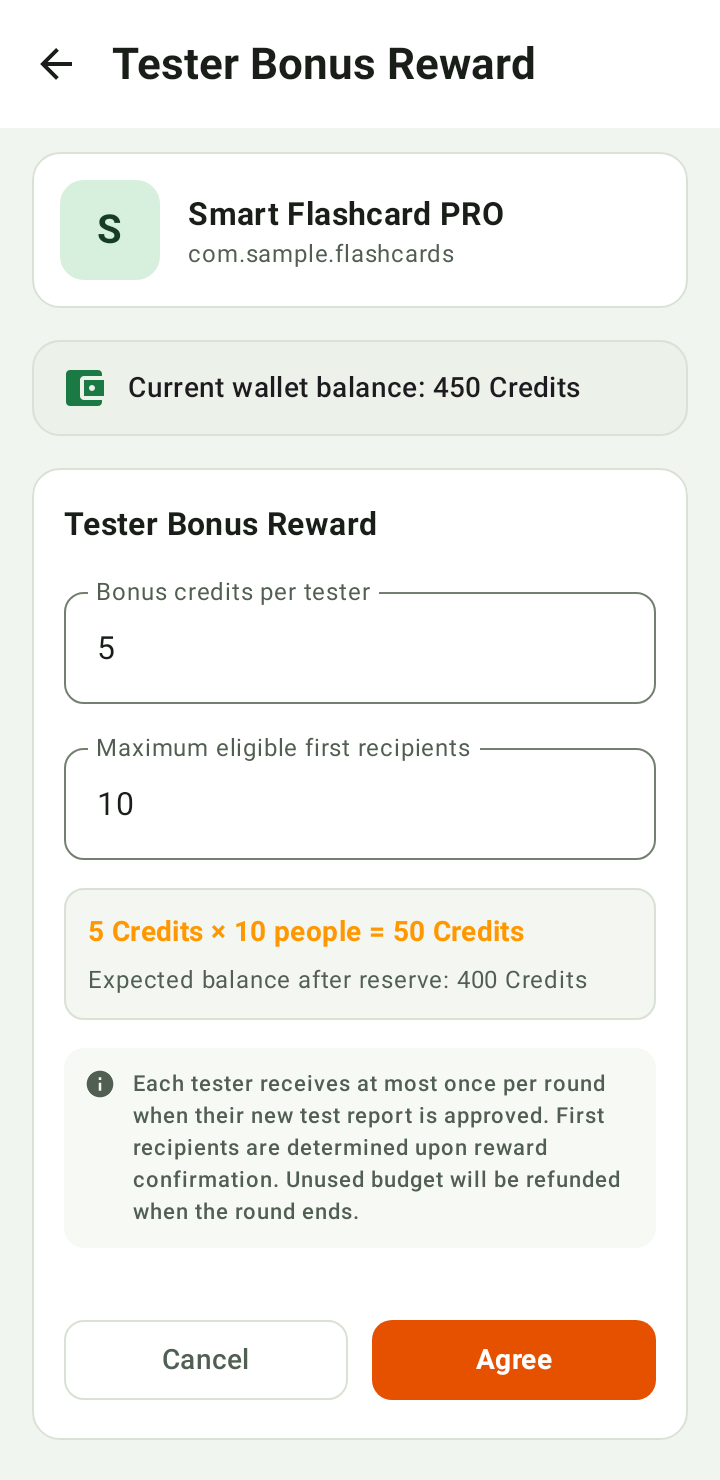 Tester Bonus Reward
S
Smart Flashcard PRO
com.sample.flashcards
Current wallet balance: 450 Credits
Tester Bonus Reward
Bonus credits per tester
5
Maximum eligible first recipients
10
5 Credits × 10 people = 50 Credits
Expected balance after reserve: 400 Credits
Each tester receives at most once per round
when their new test report is approved. First
recipients are determined upon reward
confirmation. Unused budget will be refunded
when the round ends.
Cancel
Agree